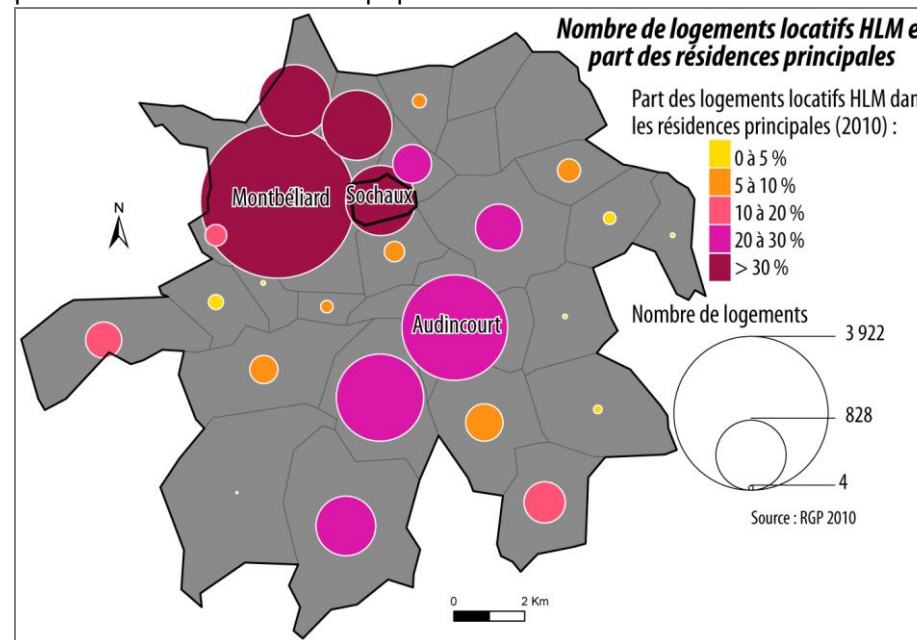 Nombre de logements locatifs HLM e
part des résidences principales
Part des logements locatifs HLM dan
les résidences principales (2010) :
0 à 5 %
5 à 10 %
10 à 20 %
20 à 30 %
> 30 %
Montbéliard
Sochaux
N
Audincourt
Nombre de logements
3 922
828
4
Source : RGP 2010
0 2 Km